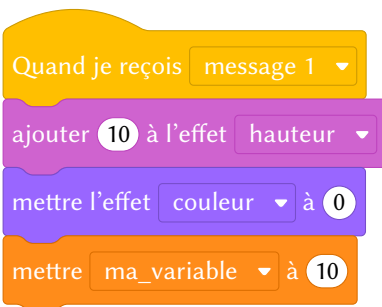 Quand je reçois message 1
ajouter 10 à l'effet hauteur
mettre l'effet couleur à 0
mettre ma_variable à 10